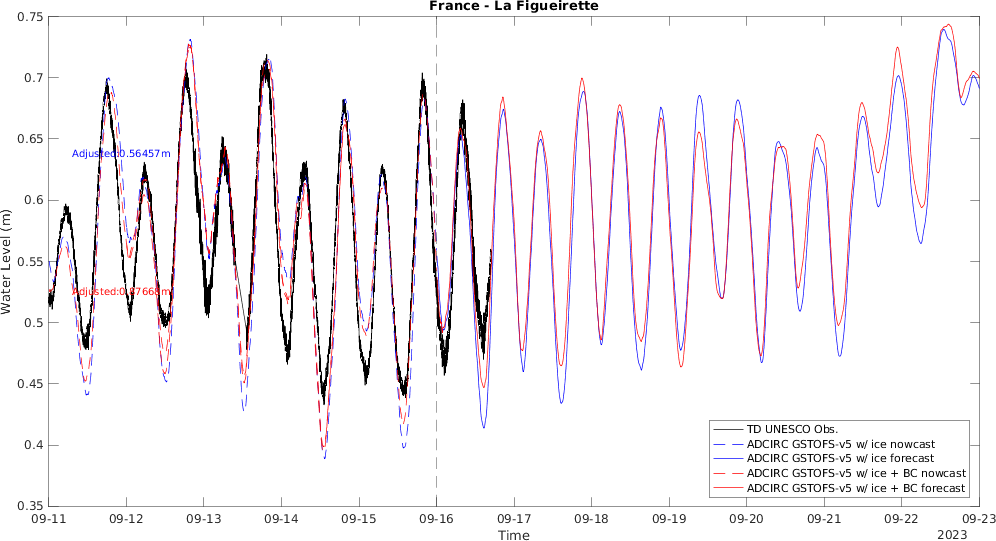 France - La Figueirette
Water Level (m)
0.75
0.7
0.65
0.6
0.55
0.5
0.45
0.4
0.35
Adjusted:0.56457m
TD UNESCO Obs.
ADCIRC GSTOFS-v5 w/ ice nowcast
ADCIRC GSTOFS-v5 w/ ice forecast
ADCIRC GSTOFS-v5 w/ ice + BC nowcast
ADCIRC GSTOFS-v5 w/ ice + BC forecast
09-11 09-12 09-13 09-14 09-15 09-16 09-17 09-18 09-19 09-20 09-21 09-22 09-23
Time
2023